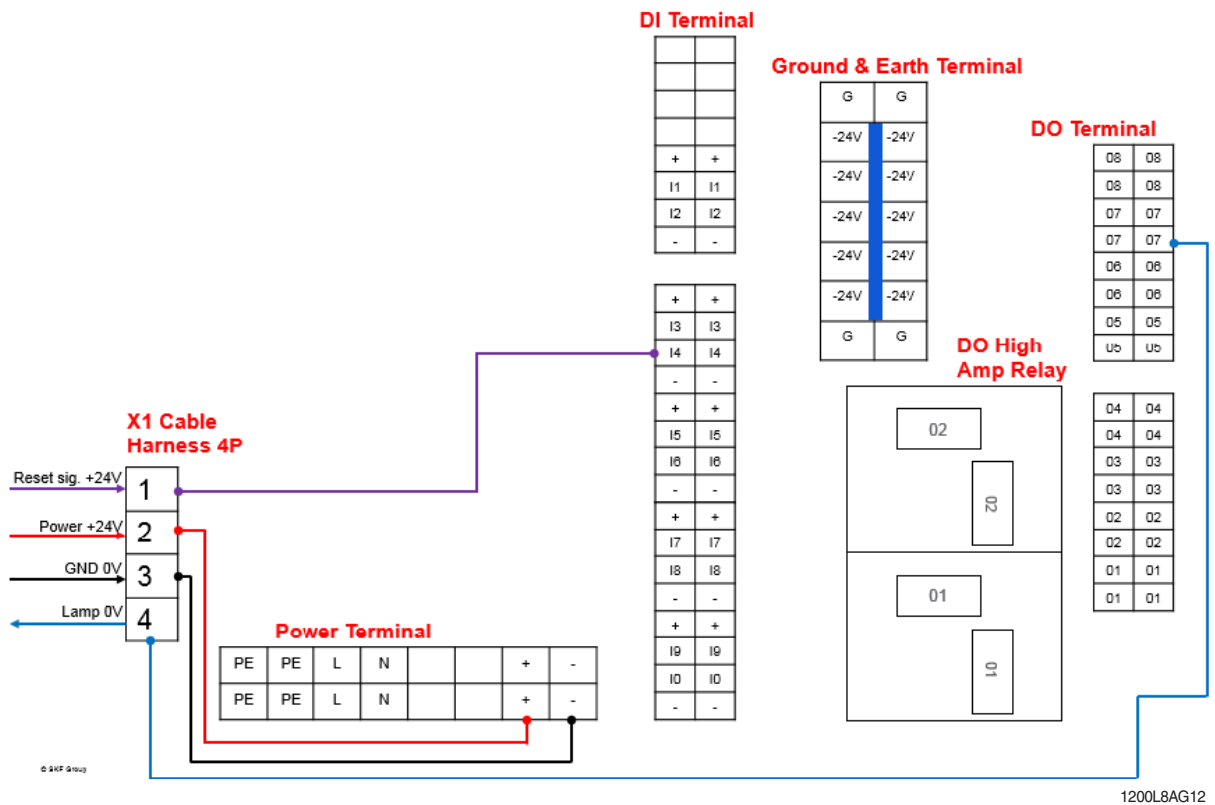 DI Terminal
Ground & Earth Terminal
G G
-24V -24V
-24V -24V
-24V -24V
-24V -24V
-24V -24V
G G
DO Terminal
08 08
08 08
07 07
07 07
06 06
06 06
05 05
05 05
04 04
04 04
03 03
03 03
02 02
02 02
01 01
01 01
+ +
I1 I1
I2 I2
- -
+ +
I3 I3
I4 I4
- -
+ +
I5 I5
I6 I6
- -
+ +
I7 I7
I8 I8
- -
+ +
I9 I9
I0 I0
- -
DO High
Amp Relay
02
02
01
01
X1 Cable
Harness 4P
Reset sig. +24V 1
Power +24V 2
GND 0V 3
Lamp 0V 4
Power Terminal
PE PE L N + -
PE PE L N + -
© SKF Group
1200L8AG12